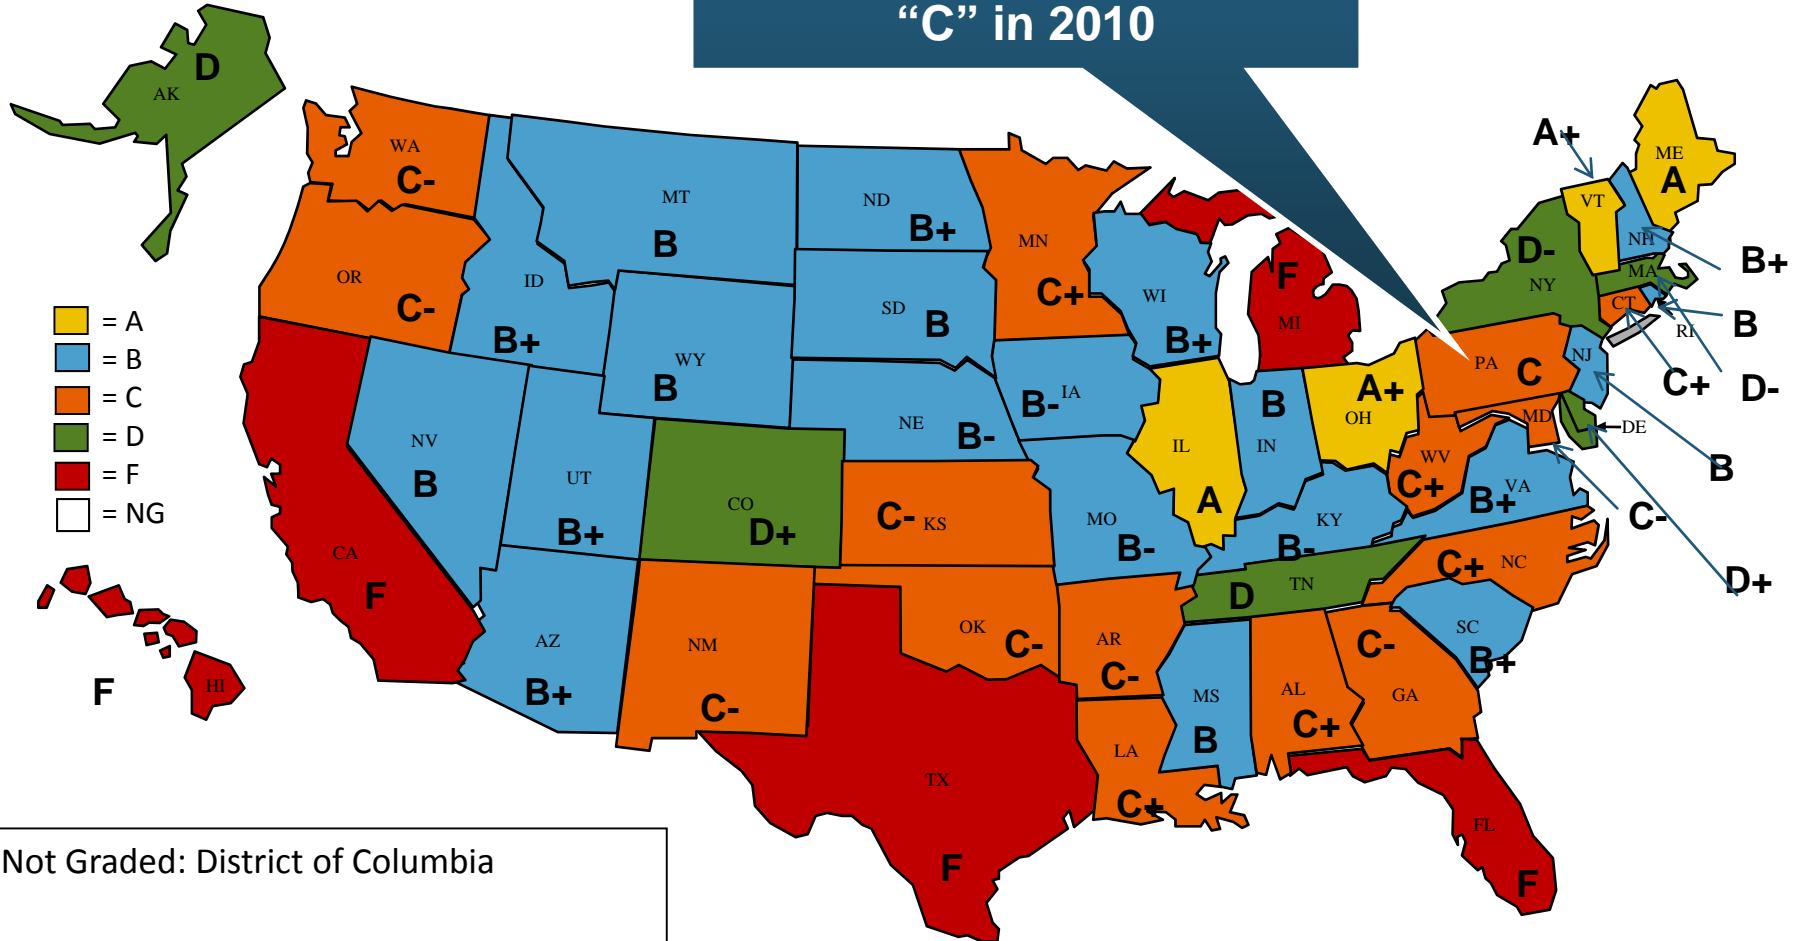 “C” in 2010
D
AK
WA
C-
MT
B
ND
B+
MN
C+
OR
C-
ID
B+
SD
B
WI
B+
F
MI
A+
ME
A
VT
NH
B+
D-
NY
MA
CT
RI
B
C+
D-
= A
= B
= C
= D
= F
= NG
WY
B
IA
B-
NE
B-
PA
C
NJ
B
A+
OH
B
IN
IL
A
MD
C-
DE
D+
WV
C+
VA
B+
NV
B
UT
B+
CO
D+
C-
KS
MO
B-
KY
B-
CA
F
TN
D
C+
NC
AZ
B+
NM
C-
OK
C-
AR
C-
SC
B+
MS
B
AL
C+
C-
GA
F
HI
LA
C+
TX
F
FL
F
Not Graded: District of Columbia